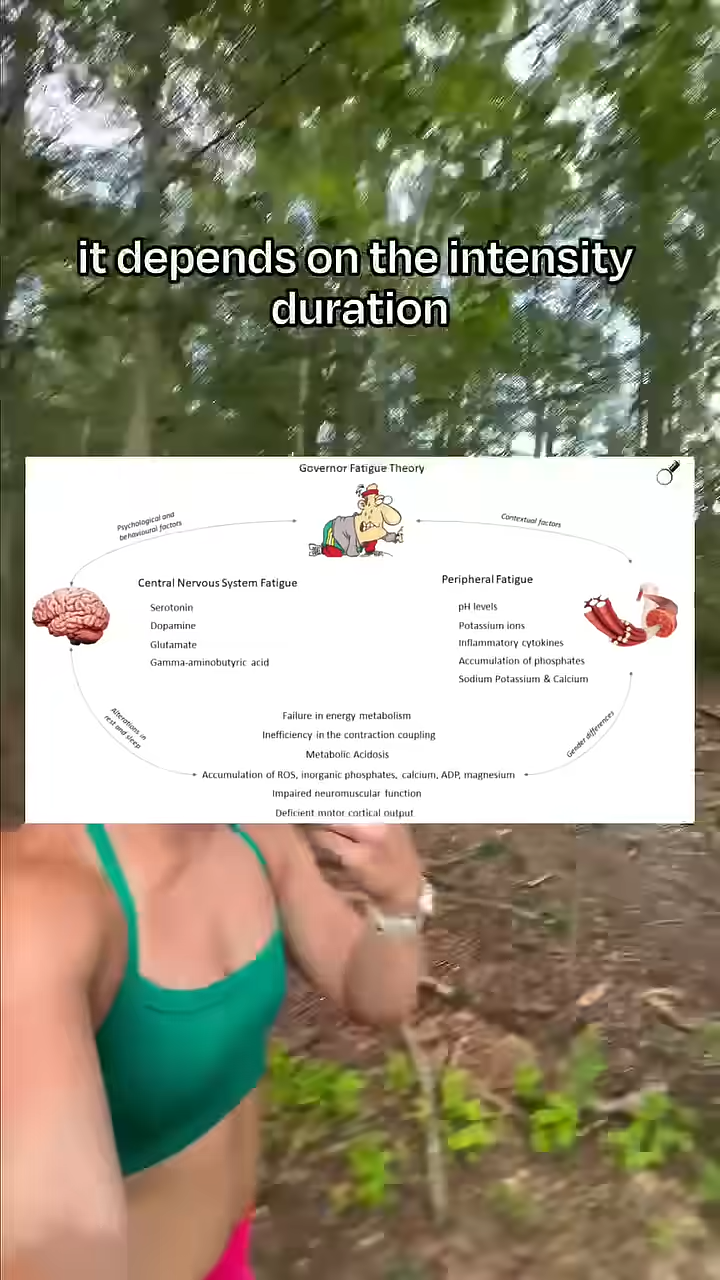 it depends on the intensity
duration
Governor Fatigue Theory
Psychological and
behavioural factors
Contextual factors
Central Nervous System Fatigue
Serotonin
Dopamine
Glutamate
Gamma-aminobutyric acid
Peripheral Fatigue
pH levels
Potassium ions
Inflammatory cytokines
Accumulation of phosphates
Sodium Potassium & Calcium
Alterations in
rest and sleep
Gender differences
Failure in energy metabolism
Inefficiency in the contraction coupling
Metabolic Acidosis
Accumulation of ROS, inorganic phosphates, calcium, ADP, magnesium
Impaired neuromuscular function
Deficient motor cortical output